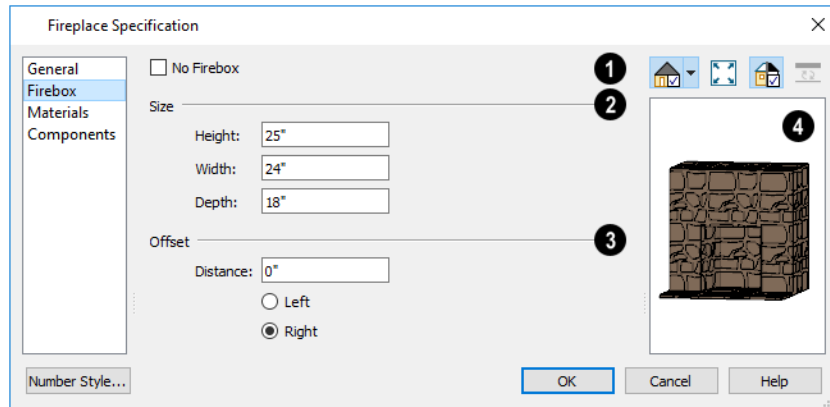 Fireplace Specification
General
Firebox
Materials
Components
No Firebox
1
Size
2
Height: 25"
Width: 24"
Depth: 18"
Offset
3
Distance: 0"
Left
Right
4
Number Style...
OK
Cancel
Help